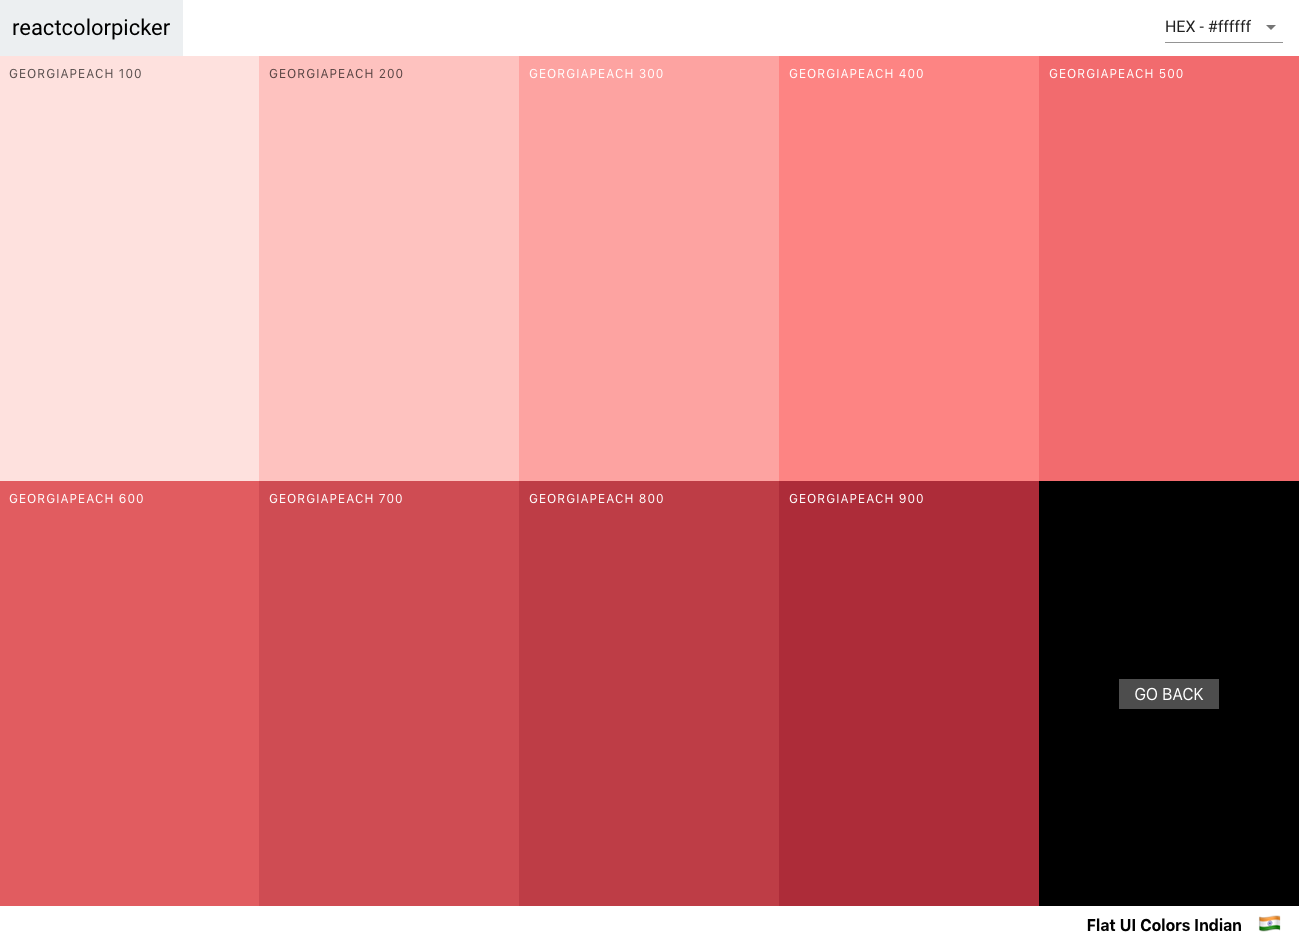 reactcolorpicker
HEX - #ffffff
GEORGIAPEACH 100
GEORGIAPEACH 200
GEORGIAPEACH 300
GEORGIAPEACH 400
GEORGIAPEACH 500
GEORGIAPEACH 600
GEORGIAPEACH 700
GEORGIAPEACH 800
GEORGIAPEACH 900
GO BACK
Flat UI Colors Indian 🇮🇳